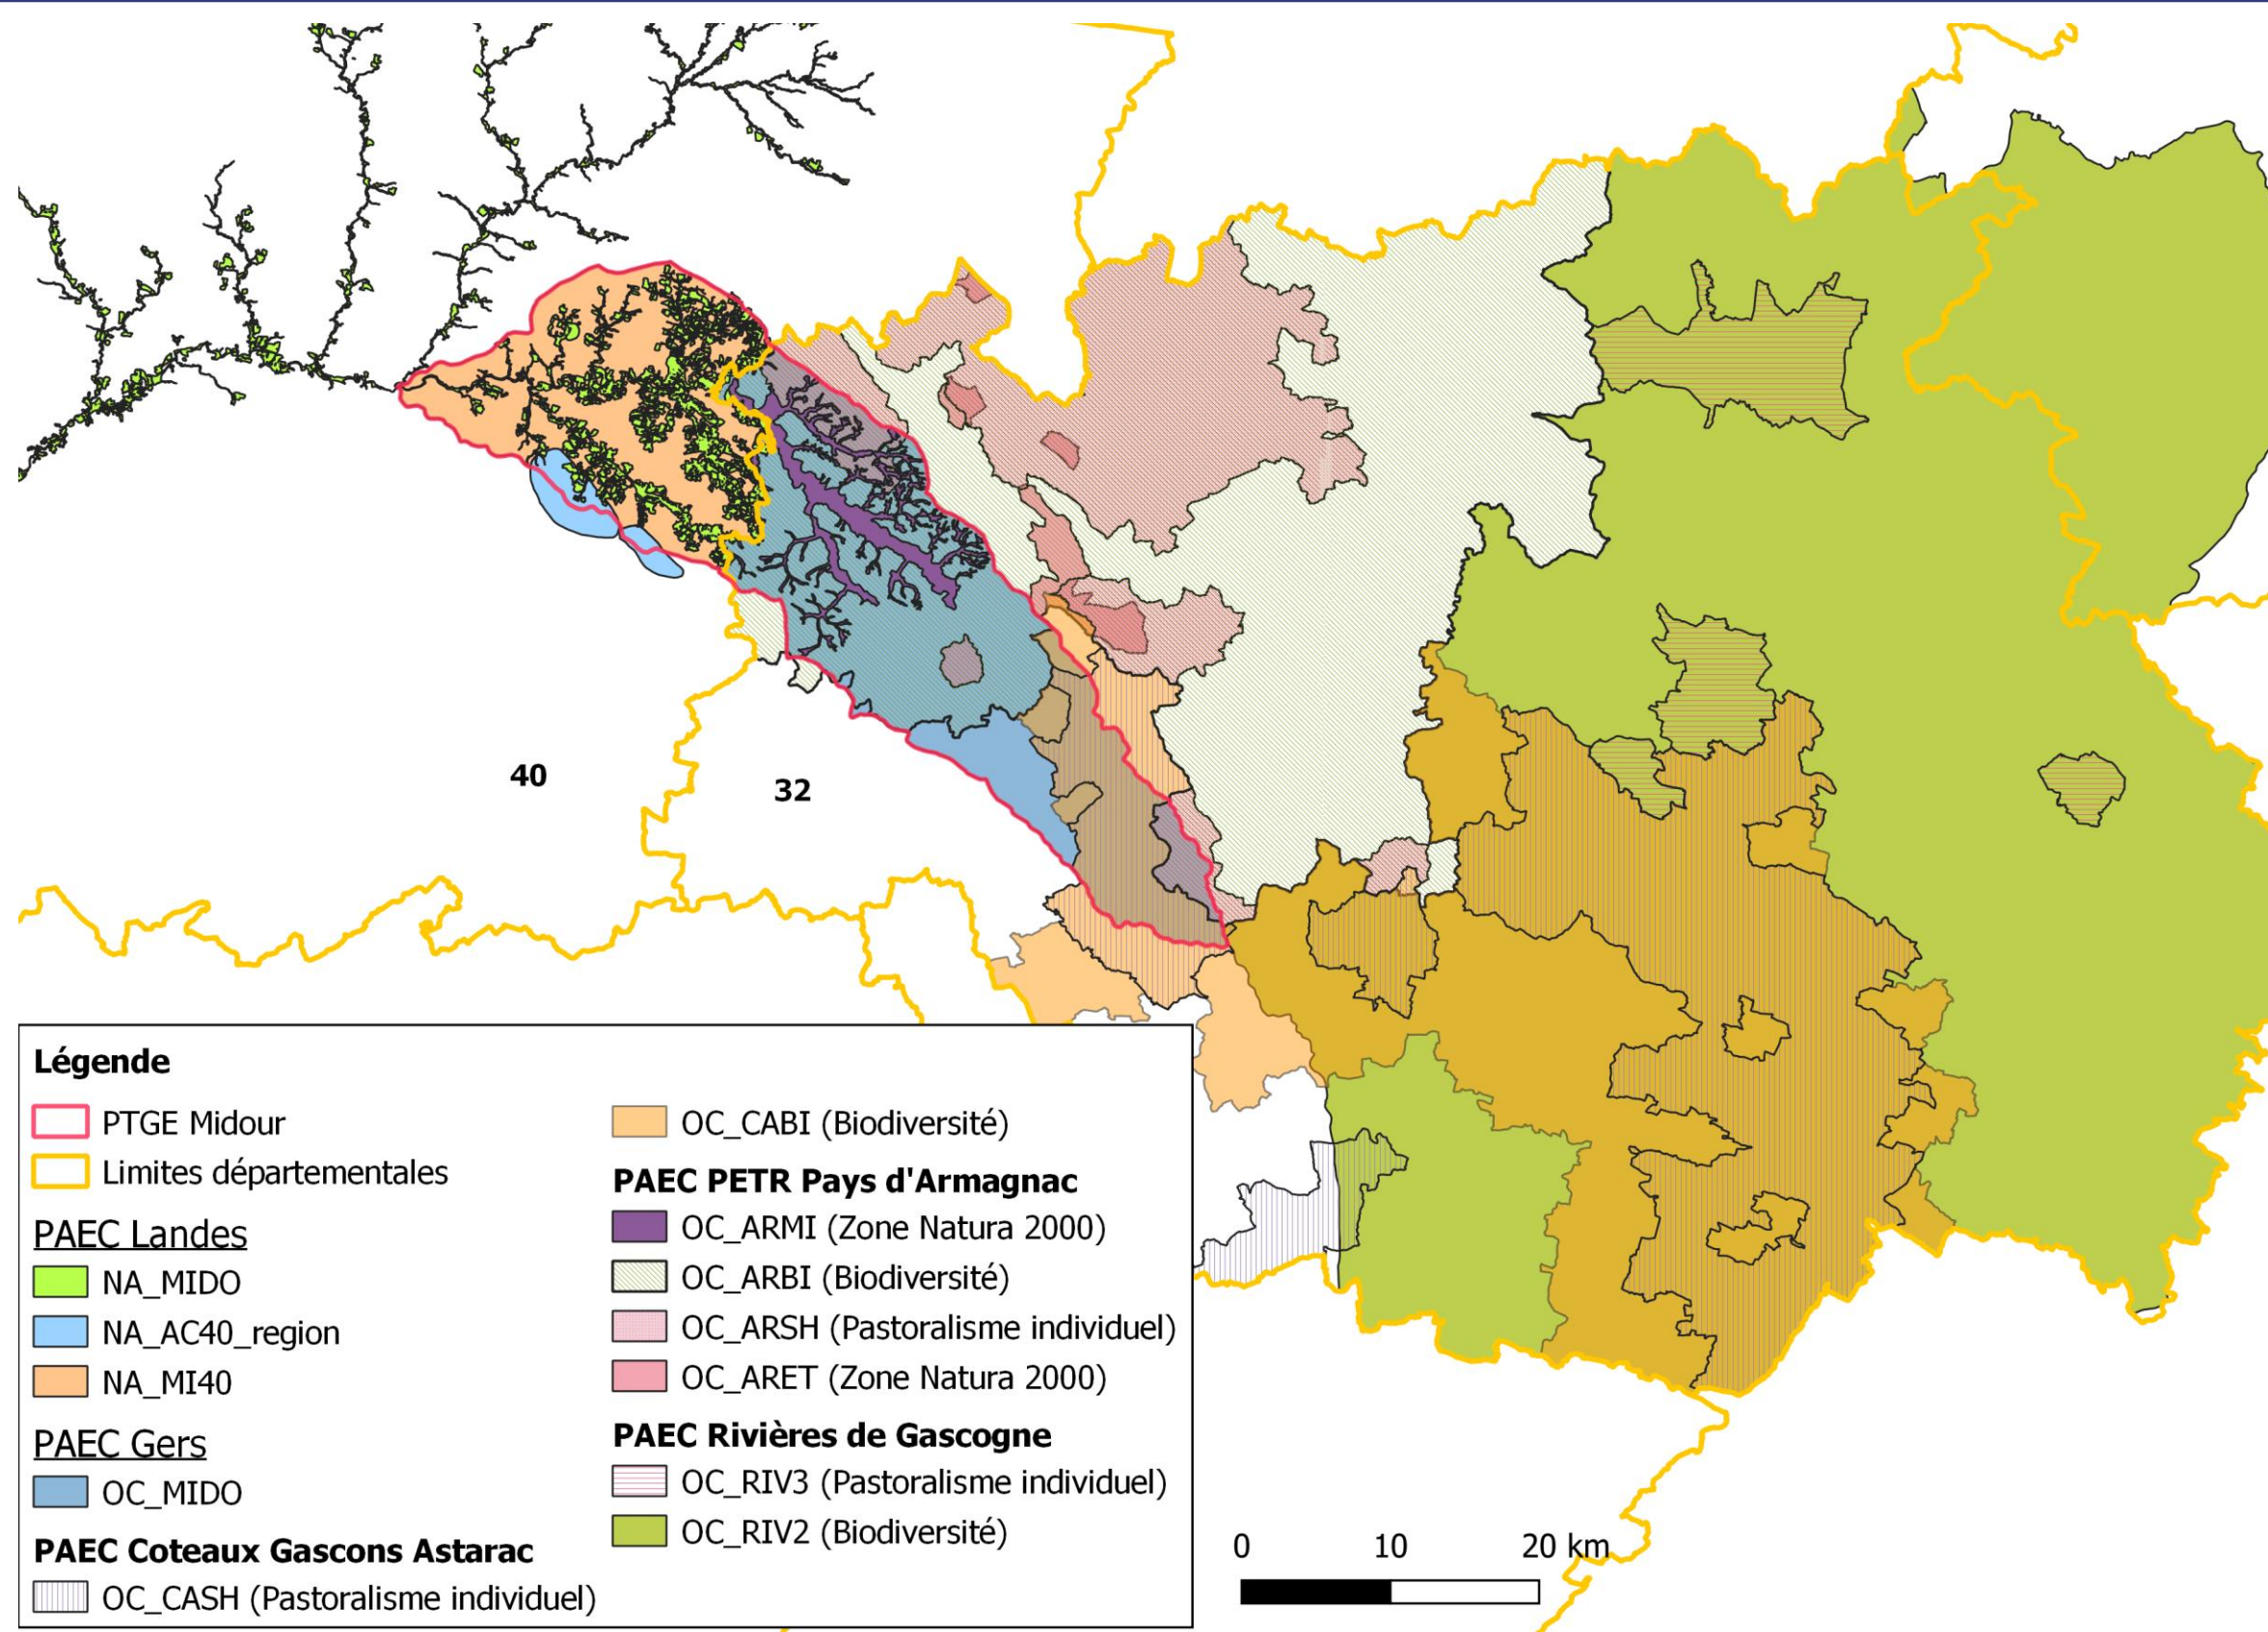 40
32
Légende
PTGE Midour
Limites départementales
PAEC Landes
NA_MIDO
NA_AC40_region
NA_MI40
PAEC Gers
OC_MIDO
PAEC Coteaux Gascons Astarac
OC_CASH (Pastoralisme individuel)
OC_CABI (Biodiversité)
PAEC PETR Pays d'Armagnac
OC_ARMI (Zone Natura 2000)
OC_ARBI (Biodiversité)
OC_ARSH (Pastoralisme individuel)
OC_ARET (Zone Natura 2000)
PAEC Rivières de Gascogne
OC_RIV3 (Pastoralisme individuel)
OC_RIV2 (Biodiversité)
0 10 20 km